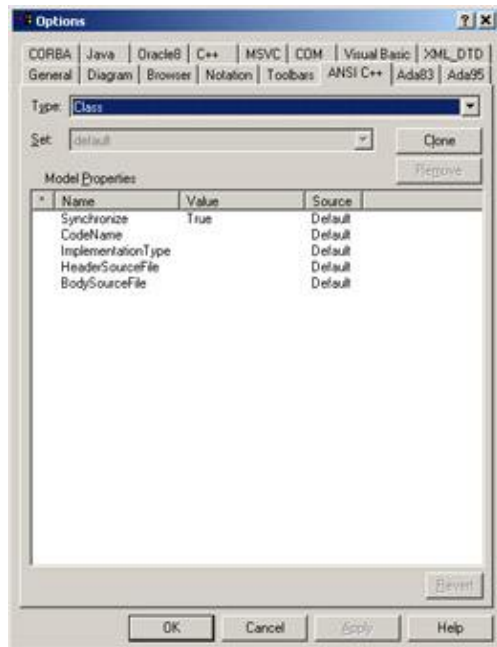 Options
CORBA Java Oracle8 C++ MSVC COM Visual Basic XML_DTD
General Diagram Browser Notation Toolbars ANSI C++ Ada83 Ada95
Type: Class
Set: default Clone
Remove
Model Properties
* Name Value Source
Synchronize True Default
CodeName Default
ImplementationType Default
HeaderSourceFile Default
BodySourceFile Default
Revert
OK Cancel Apply Help